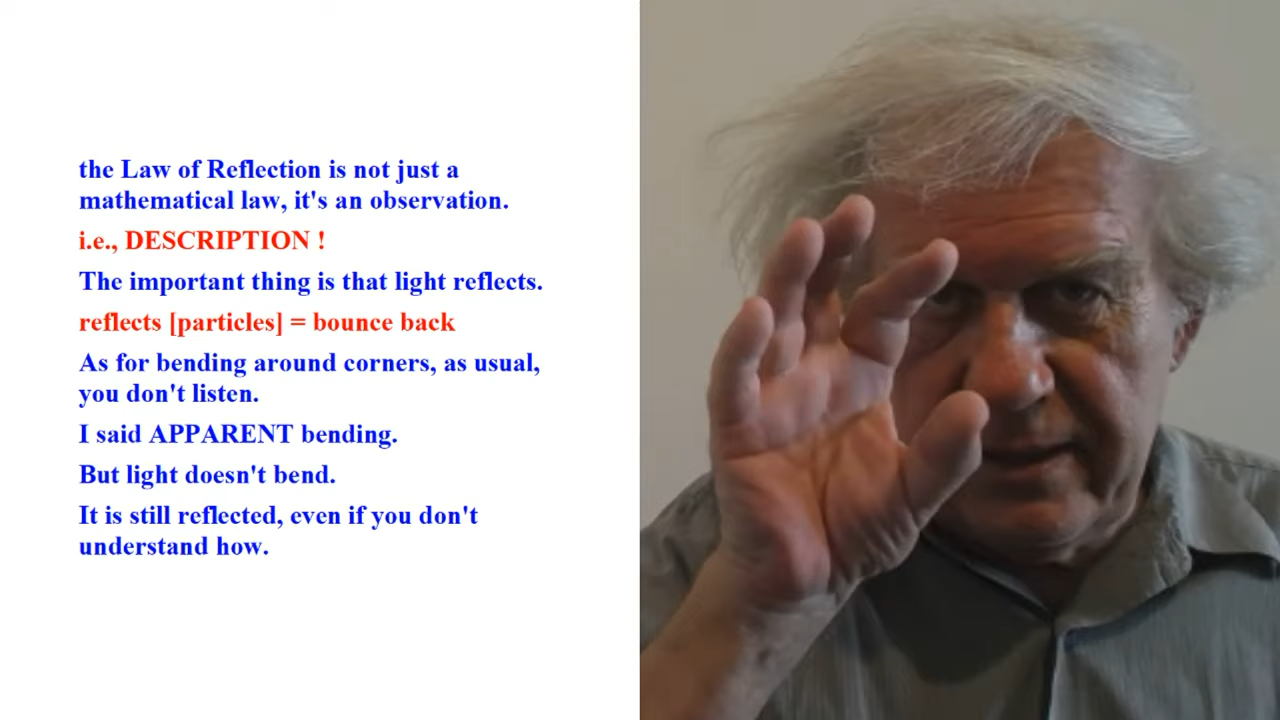 the Law of Reflection is not just a
mathematical law, it's an observation.
i.e., DESCRIPTION !
The important thing is that light reflects.
reflects [particles] = bounce back
As for bending around corners, as usual,
you don't listen.
I said APPARENT bending.
But light doesn't bend.
It is still reflected, even if you don't
understand how.